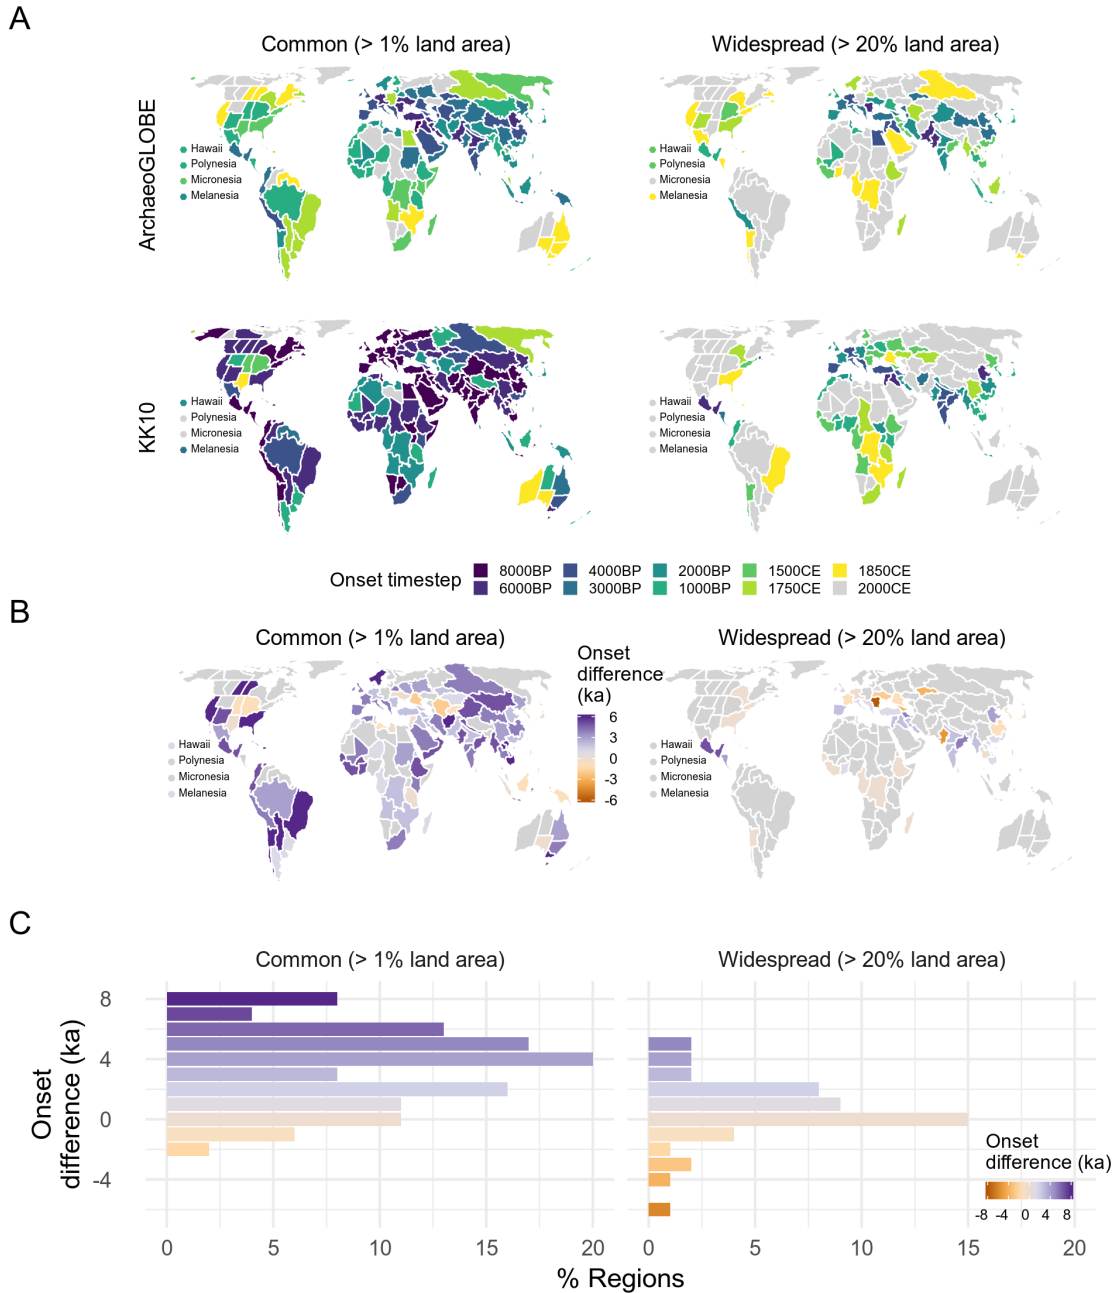 A
Common (> 1% land area)
Widespread (> 20% land area)
ArchaeoGLOBE
Hawaii
Polynesia
Micronesia
Melanesia
Hawaii
Polynesia
Micronesia
Melanesia
KK10
Hawaii
Polynesia
Micronesia
Melanesia
Hawaii
Polynesia
Micronesia
Melanesia
Onset timestep
8000BP 4000BP 2000BP 1500CE 1850CE
6000BP 3000BP 1000BP 1750CE 2000CE
B
Common (> 1% land area)
Widespread (> 20% land area)
Onset
difference
(ka)
6
3
0
-3
-6
Hawaii
Polynesia
Micronesia
Melanesia
Hawaii
Polynesia
Micronesia
Melanesia
C
Common (> 1% land area)
Widespread (> 20% land area)
Onset
difference (ka)
8
4
0
-4
Onset
difference (ka)
-8 -4 0 4 8
0 5 10 15 20
0 5 10 15 20
% Regions